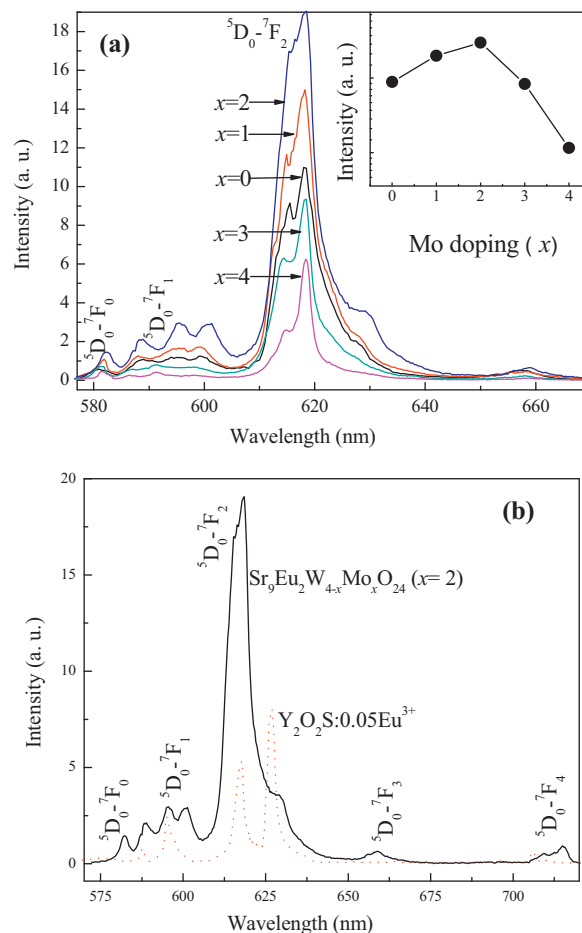 (a)
⁵D₀-⁷F₂
x=2
x=1
x=0
x=3
x=4
⁵D₀-⁷F₀
⁵D₀-⁷F₁
18
16
14
12
10
8
6
4
2
0
Intensity (a. u.)
580 600 620 640 660
Wavelength (nm)
Intensity (a. u.)
0 1 2 3 4
Mo doping ( x )
(b)
⁵D₀-⁷F₂
Sr₉Eu₂W₄₋ₓMoₓO₂₄ (x= 2)
Y₂O₂S:0.05Eu³⁺
⁵D₀-⁷F₀
⁵D₀-⁷F₁
⁵D₀-⁷F₃
⁵D₀-⁷F₄
20
15
10
5
0
Intensity (a. u.)
575 600 625 650 675 700
Wavelength (nm)